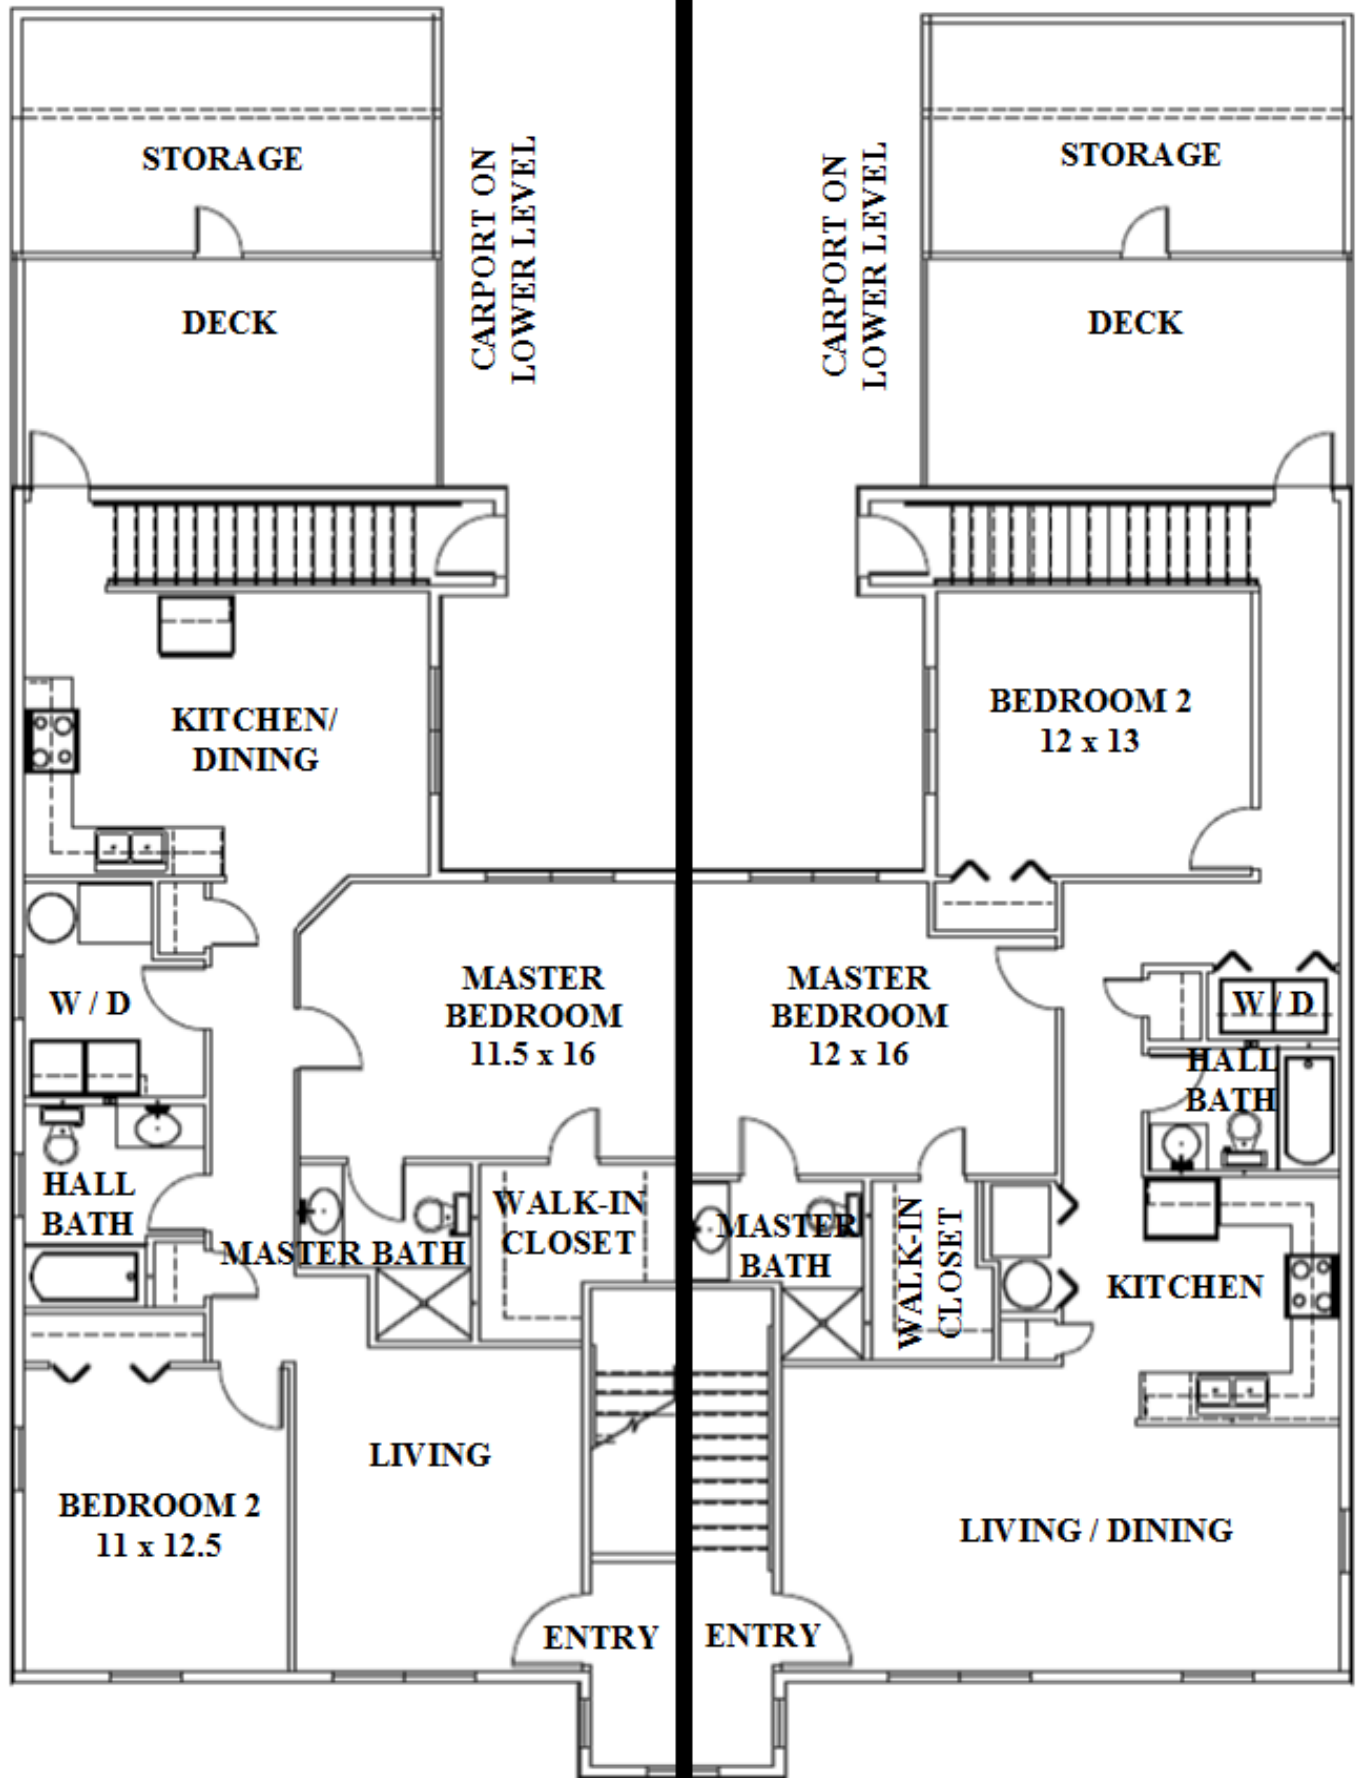 STORAGE
DECK
CARPORT ON
LOWER LEVEL
KITCHEN/
DINING
W / D
MASTER
BEDROOM
11.5 x 16
HALL
BATH
MASTER BATH
WALK-IN
CLOSET
LIVING
BEDROOM 2
11 x 12.5
ENTRY
STORAGE
CARPORT ON
LOWER LEVEL
DECK
BEDROOM 2
12 x 13
MASTER
BEDROOM
12 x 16
W / D
HALL
BATH
MASTER
BATH
WALK-IN
CLOSET
KITCHEN
LIVING / DINING
ENTRY